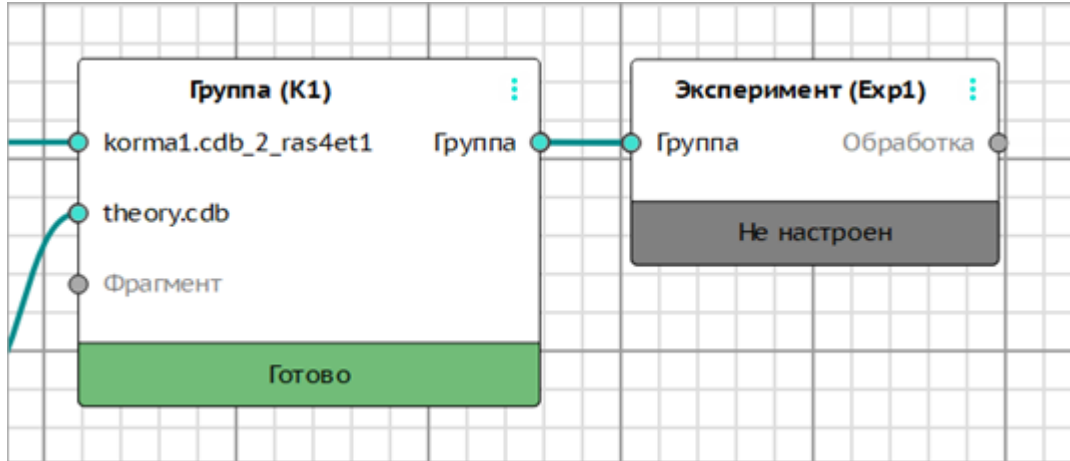 Группа (K1)
korma1.cdb_2_ras4et1 Группа
theory.cdb
Фрагмент
Готово
Эксперимент (Exp1)
Группа Обработка
Не настроен